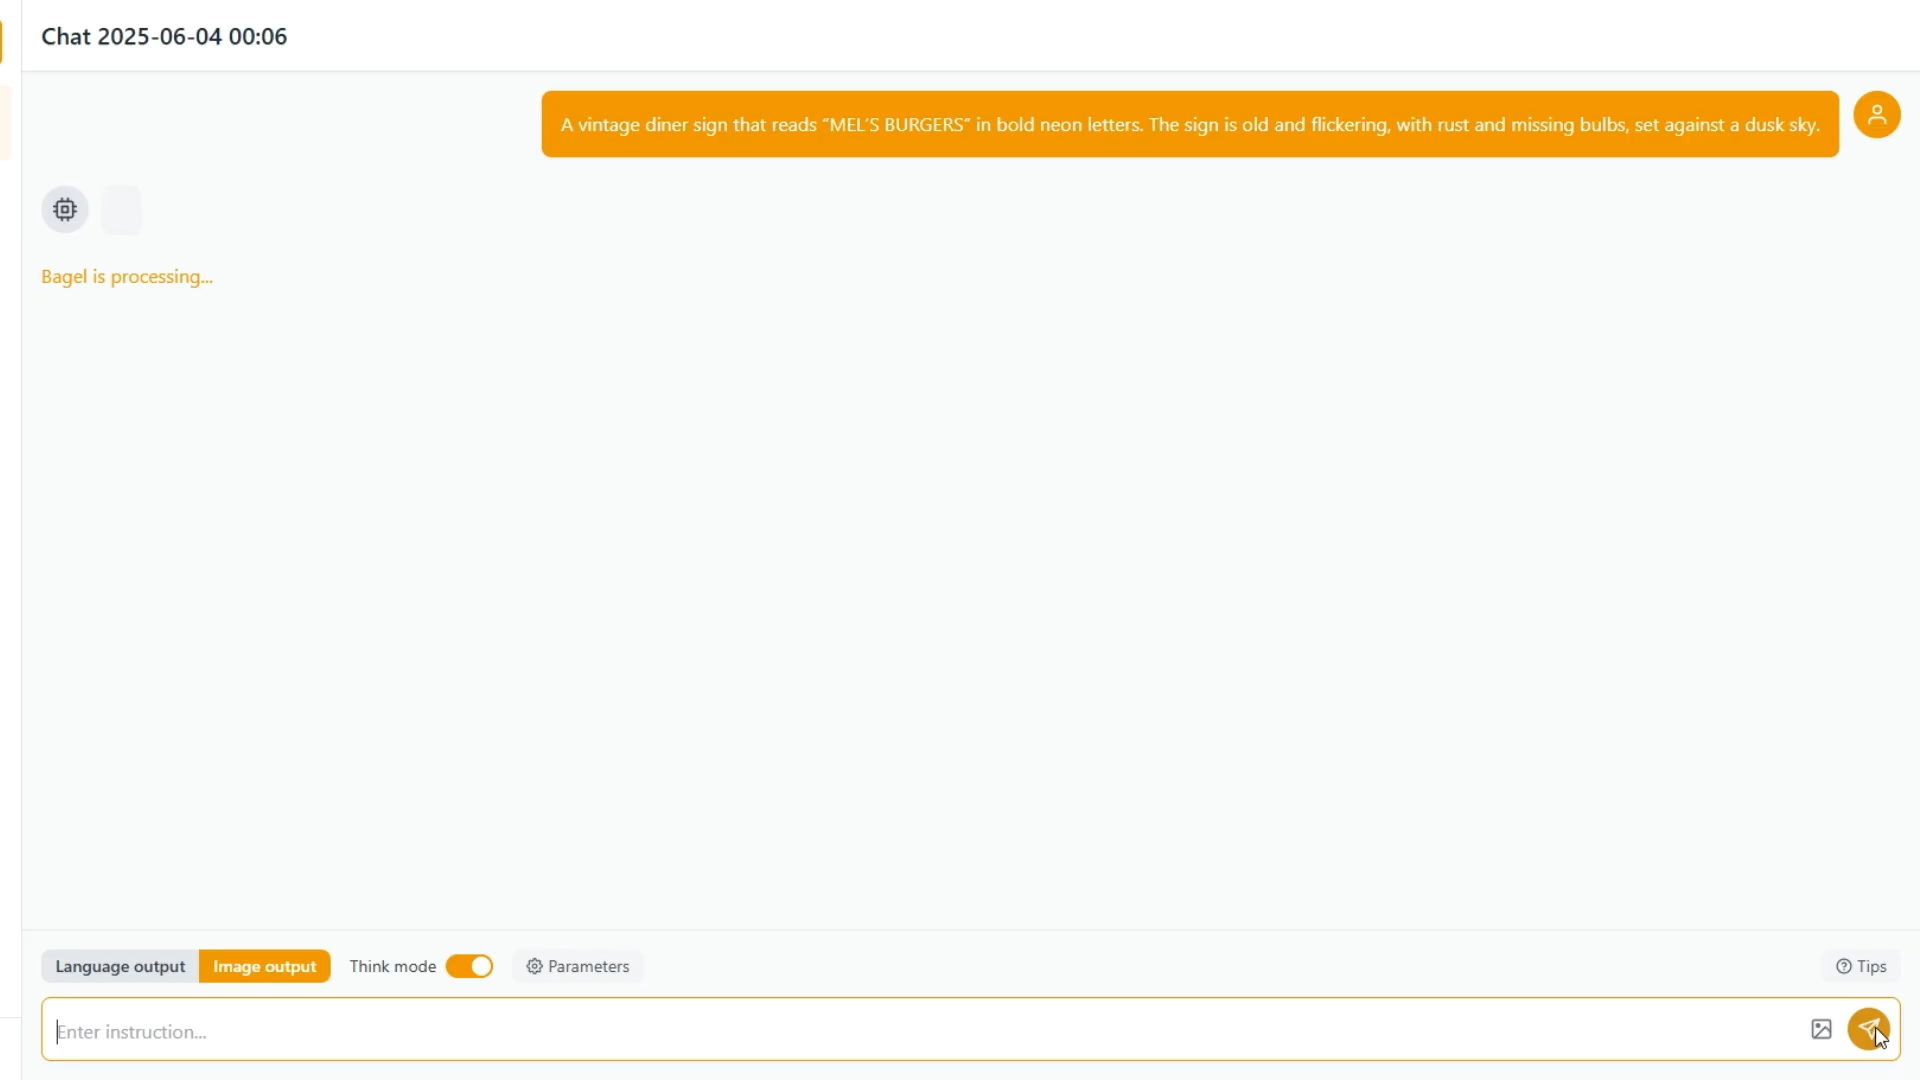 Chat 2025-06-04 00:06
A vintage diner sign that reads “MEL’S BURGERS” in bold neon letters. The sign is old and flickering, with rust and missing bulbs, set against a dusk sky.
Bagel is processing...
Language output Image output Think mode Parameters Tips
Enter instruction...